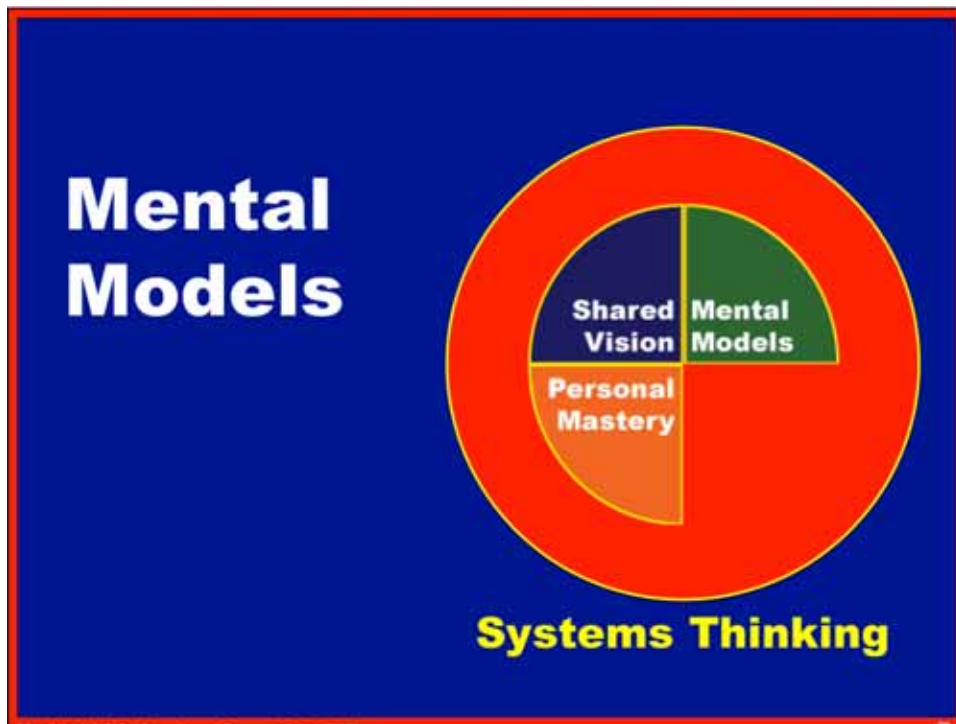 Mental
Models
Shared
Vision
Mental
Models
Personal
Mastery
Systems Thinking